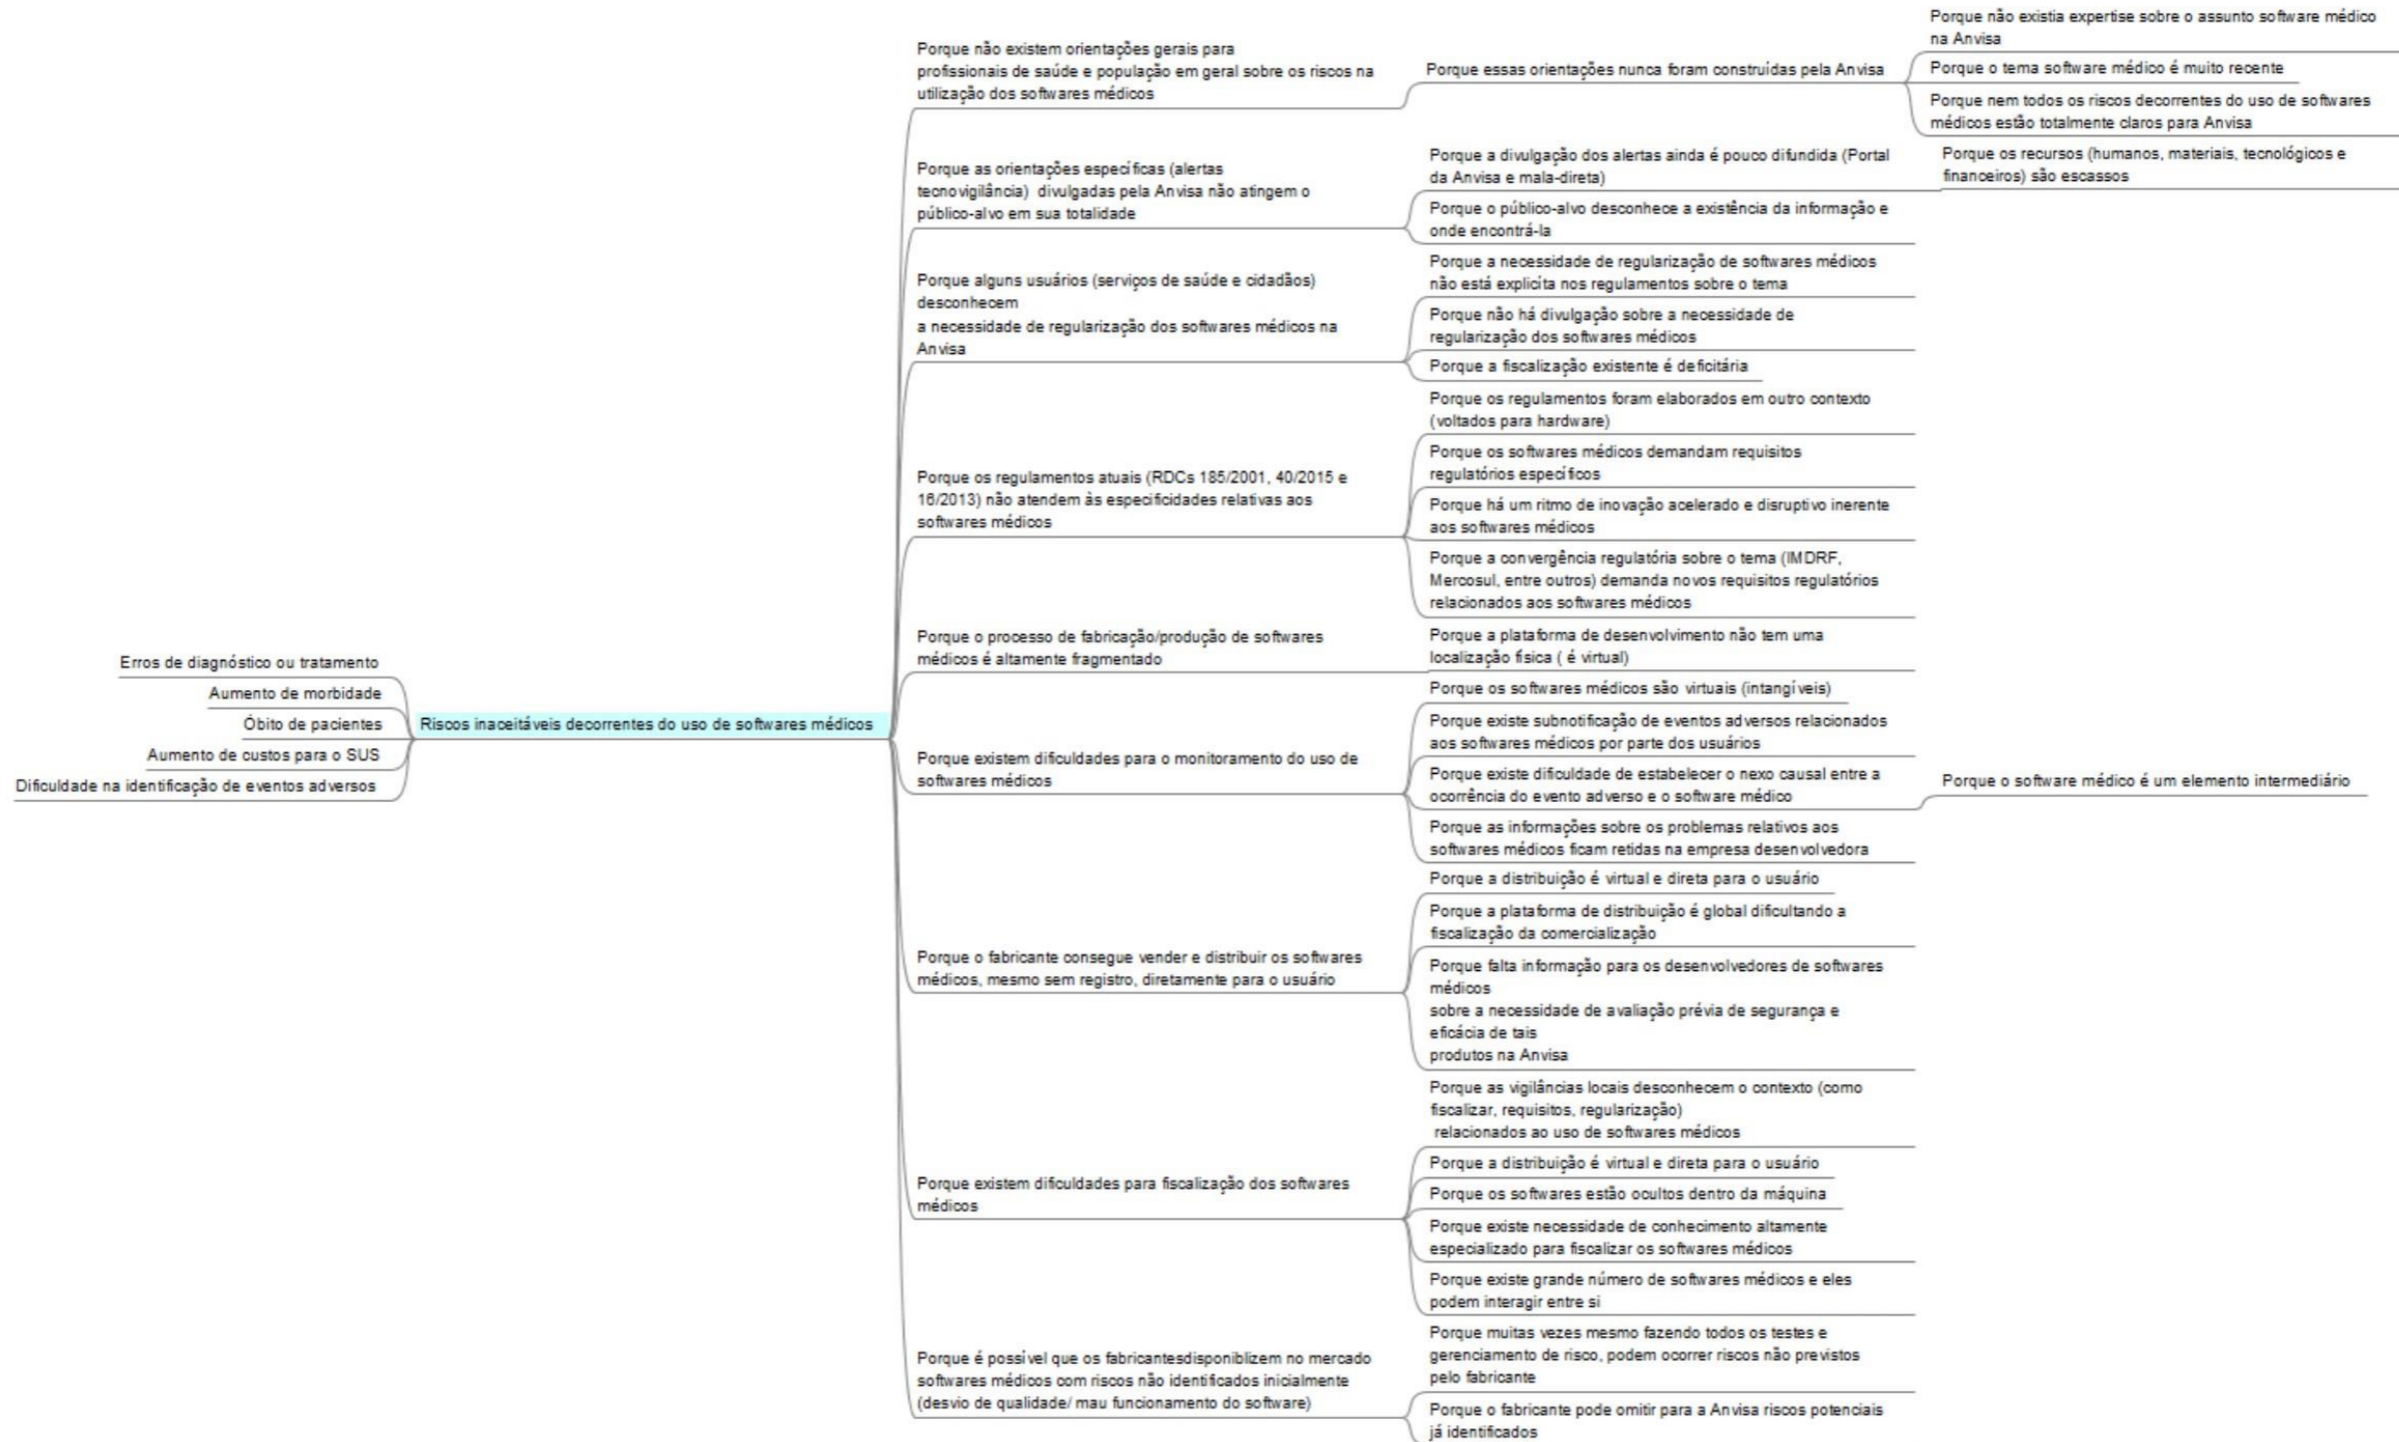 Erros de diagnóstico ou tratamento
Aumento de morbidade
Óbito de pacientes
Aumento de custos para o SUS
Dificuldade na identificação de eventos adversos
Riscos inaceitáveis decorrentes do uso de softwares médicos
Porque não existem orientações gerais para
profissionais de saúde e população em geral sobre os riscos na
utilização dos softwares médicos
Porque essas orientações nunca foram construídas pela Anvisa
Porque não existia expertise sobre o assunto software médico
na Anvisa
Porque o tema software médico é muito recente
Porque nem todos os riscos decorrentes do uso de softwares
médicos estão totalmente claros para Anvisa
Porque as orientações específicas (alertas
tecnovigilância) divulgadas pela Anvisa não atingem o
público-alvo em sua totalidade
Porque a divulgação dos alertas ainda é pouco difundida (Portal
da Anvisa e mala-direta)
Porque os recursos (humanos, materiais, tecnológicos e
financeiros) são escassos
Porque o público-alvo desconhece a existência da informação e
onde encontrá-la
Porque alguns usuários (serviços de saúde e cidadãos)
desconhecem
a necessidade de regularização dos softwares médicos na
Anvisa
Porque a necessidade de regularização de softwares médicos
não está explicíta nos regulamentos sobre o tema
Porque não há divulgação sobre a necessidade de
regularização dos softwares médicos
Porque a fiscalização existente é deficitária
Porque os regulamentos atuais (RDCs 185/2001, 40/2015 e
16/2013) não atendem às especificidades relativas aos
softwares médicos
Porque os regulamentos foram elaborados em outro contexto
(voltados para hardware)
Porque os softwares médicos demandam requisitos
regulatórios específicos
Porque há um ritmo de inovação acelerado e disruptivo inerente
aos softwares médicos
Porque a convergência regulatória sobre o tema (IMDRF,
Mercosul, entre outros) demanda novos requisitos regulatórios
relacionados aos softwares médicos
Porque o processo de fabricação/produção de softwares
médicos é altamente fragmentado
Porque a plataforma de desenvolvimento não tem uma
localização física ( é virtual)
Porque existem dificuldades para o monitoramento do uso de
softwares médicos
Porque os softwares médicos são virtuais (intangíveis)
Porque existe subnotificação de eventos adversos relacionados
aos softwares médicos por parte dos usuários
Porque existe dificuldade de estabelecer o nexo causal entre a
ocorrência do evento adverso e o software médico
Porque o software médico é um elemento intermediário
Porque as informações sobre os problemas relativos aos
softwares médicos ficam retidas na empresa desenvolvedora
Porque o fabricante consegue vender e distribuir os softwares
médicos, mesmo sem registro, diretamente para o usuário
Porque a distribuição é virtual e direta para o usuário
Porque a plataforma de distribuição é global dificultando a
fiscalização da comercialização
Porque falta informação para os desenvolvedores de softwares
médicos
sobre a necessidade de avaliação prévia de segurança e
eficácia de tais
produtos na Anvisa
Porque existem dificuldades para fiscalização dos softwares
médicos
Porque as vigilâncias locais desconhecem o contexto (como
fiscalizar, requisitos, regularização)
relacionados ao uso de softwares médicos
Porque a distribuição é virtual e direta para o usuário
Porque os softwares estão ocultos dentro da máquina
Porque existe necessidade de conhecimento altamente
especializado para fiscalizar os softwares médicos
Porque existe grande número de softwares médicos e eles
podem interagir entre si
Porque é possível que os fabricantesdisponiblizem no mercado
softwares médicos com riscos não identificados inicialmente
(desvio de qualidade/ mau funcionamento do software)
Porque muitas vezes mesmo fazendo todos os testes e
gerenciamento de risco, podem ocorrer riscos não previstos
pelo fabricante
Porque o fabricante pode omitir para a Anvisa riscos potenciais
já identificados